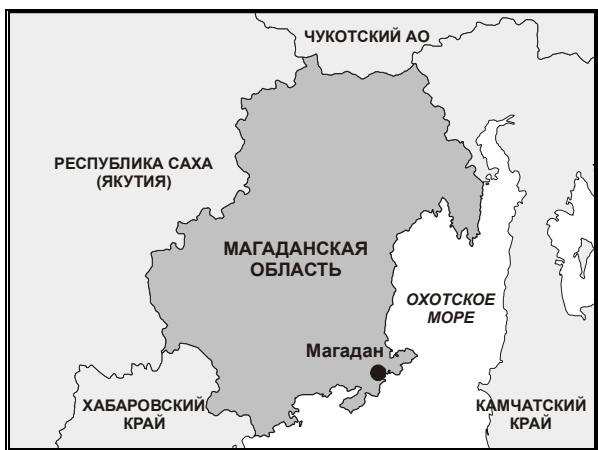 ЧУКОТСКИЙ АО
РЕСПУБЛИКА САХА
(ЯКУТИЯ)
МАГАДАНСКАЯ
ОБЛАСТЬ
ОХОТСКОЕ
МОРЕ
Магадан
ХАБАРОВСКИЙ
КРАЙ
КАМЧАТСКИЙ
КРАЙ